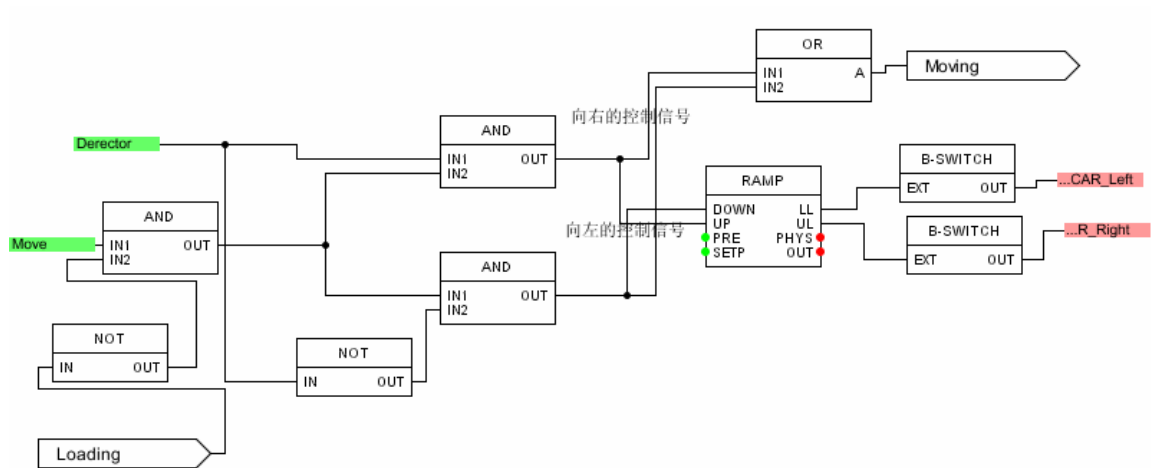 OR
IN1 A
IN2
Moving
向右的控制信号
AND
IN1 OUT
IN2
Derector
B-SWITCH
EXT OUT
...CAR_Left
RAMP
DOWN LL
UP UL
PRE PHYS
SETP OUT
AND
IN1 OUT
IN2
Move
向左的控制信号
B-SWITCH
EXT OUT
...R_Right
AND
IN1 OUT
IN2
NOT
IN OUT
NOT
IN OUT
Loading